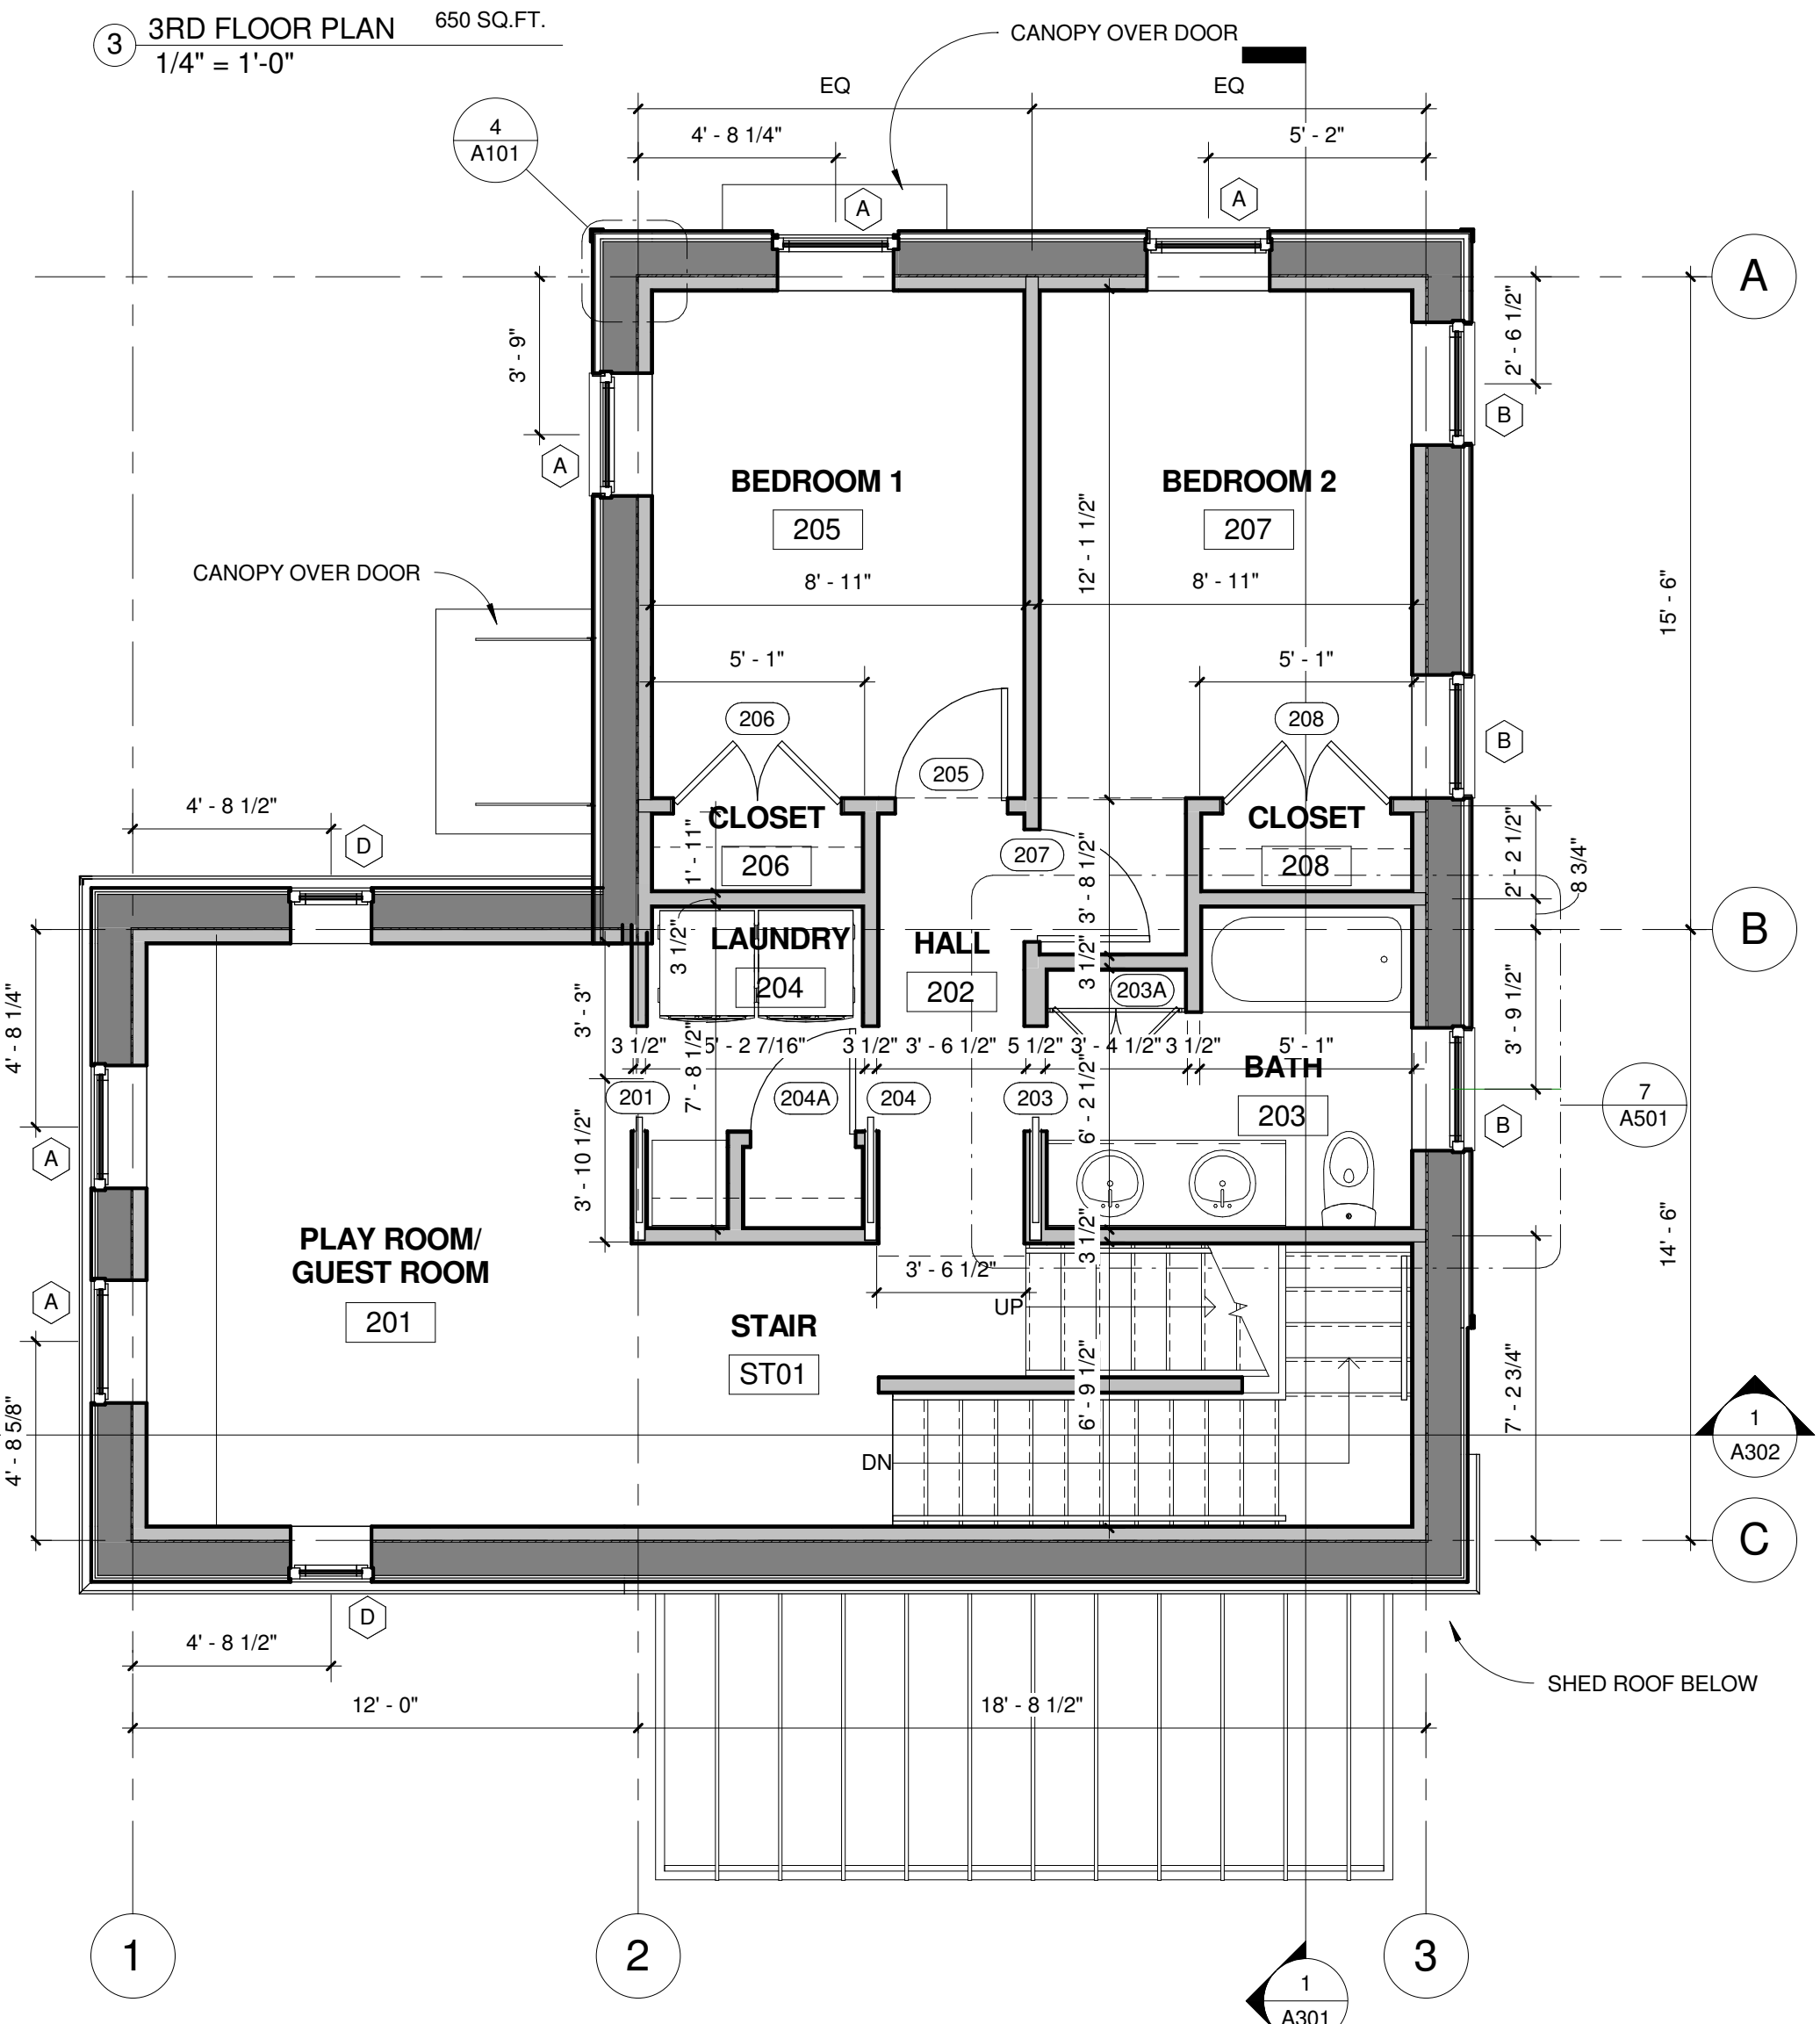 3 3RD FLOOR PLAN 650 SQ.FT.
1/4" = 1'-0"
CANOPY OVER DOOR
EQ EQ
4' - 8 1/4" 5' - 2"
4
A101
A A
A
3' - 9"
2' - 6 1/2"
B
A
BEDROOM 1 BEDROOM 2
205 207
12' - 1 1/2"
CANOPY OVER DOOR
8' - 11" 8' - 11"
15' - 6"
5' - 1" 5' - 1"
206 208
B
205
4' - 8 1/2"
CLOSET CLOSET
D
207
206 208
1' - 11"
3' - 8 1/2"
2' - 2 1/2"
8 3/4"
B
LAUNDRY HALL
3 1/2"
3 1/2"
204 202 203A
4' - 8 1/4"
3' - 3"
3' - 9 1/2"
3 1/2" 5' - 2 7/16" 3 1/2" 3' - 6 1/2" 5 1/2" 3' - 4 1/2" 3 1/2" 5' - 1"
BATH
7' - 8 1/2"
6' - 2 1/2"
201 204A 204 203
203
7
A501
B
A
3' - 10 1/2"
PLAY ROOM/
GUEST ROOM
201
3 1/2"
14' - 6"
3' - 6 1/2"
A
UP
STAIR
ST01
6' - 9 1/2"
7' - 2 3/4"
4' - 8 5/8"
1
A302
DN
C
D
4' - 8 1/2"
SHED ROOF BELOW
12' - 0" 18' - 8 1/2"
1 2 3
1
A301